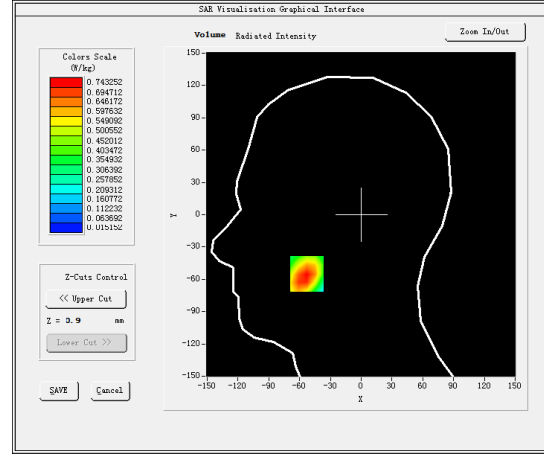 SAR Visualisation Graphical Interface
Volume Radiated Intensity
Zoom In/Out
Colors Scale
(W/kg)
0.743252
0.694712
0.646172
0.597632
0.549092
0.500552
0.452012
0.403472
0.354932
0.306392
0.257852
0.209312
0.160772
0.112232
0.063692
0.015152
Z-Cuts Control
<< Upper Cut
Z = 0.9 mm
Lower Cut >>
SAVE Cancel
150
120
90
60
30
0
-30
-60
-90
-120
-150
Y
-150 -120 -90 -60 -30 0 30 60 90 120 150
X